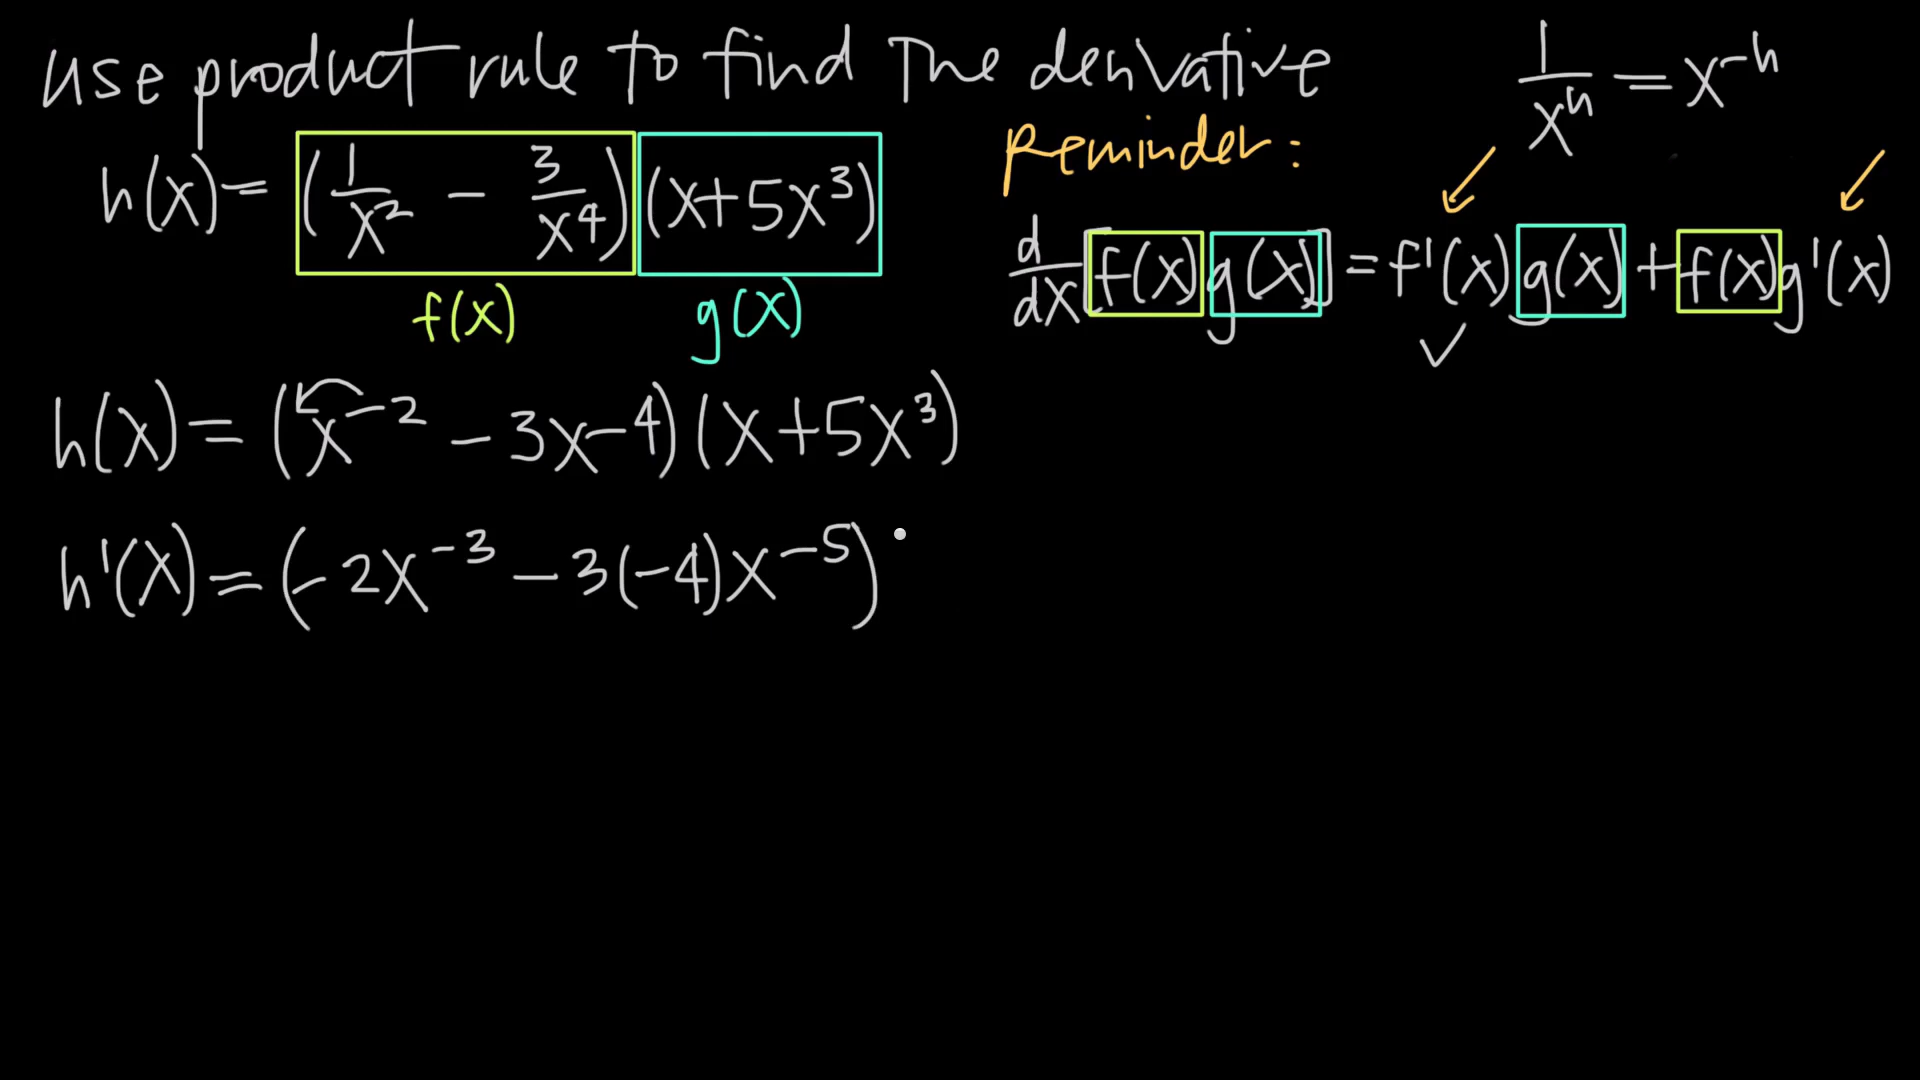 use product rule to find The derivative
1/xⁿ = x⁻ⁿ
h(x) = (1/x² − 3/x⁴)(x+5x³)
f(x) g(x)
Reminder:
d/dx[f(x)g(x)] = f'(x)g(x) + f(x)g'(x)
✓
h(x) = (x⁻² − 3x−4)(x+5x³)
h'(x) = (−2x⁻³ − 3(−4)x⁻⁵)